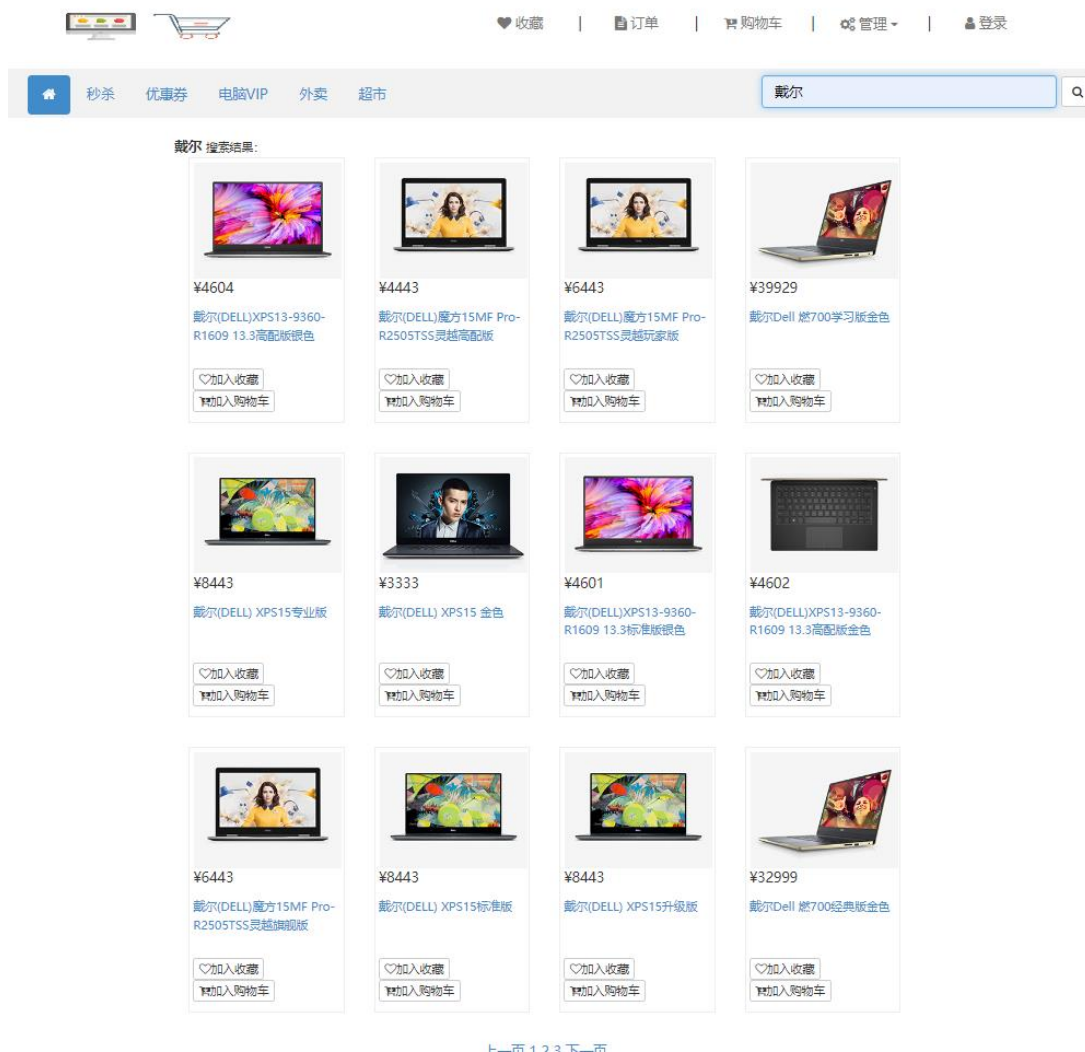 收藏 | 订单 | 购物车 | 管理 | 登录
秒杀 优惠券 电脑VIP 外卖 超市 戴尔
戴尔 搜索结果:
¥4604 ¥4443 ¥6443 ¥39929
戴尔(DELL)XPS13-9360- 戴尔(DELL)魔方15MF Pro- 戴尔(DELL)魔方15MF Pro- 戴尔Dell 燃700学习版金色
R1609 13.3高配版银色 R2505TSS灵越高配版 R2505TSS灵越玩家版
加入收藏 加入收藏 加入收藏 加入收藏
加入购物车 加入购物车 加入购物车 加入购物车
¥8443 ¥3333 ¥4601 ¥4602
戴尔(DELL) XPS15专业版 戴尔(DELL) XPS15 金色 戴尔(DELL)XPS13-9360- 戴尔(DELL)XPS13-9360-
R1609 13.3标准版银色 R1609 13.3高配版金色
加入收藏 加入收藏 加入收藏 加入收藏
加入购物车 加入购物车 加入购物车 加入购物车
¥6443 ¥8443 ¥8443 ¥32999
戴尔(DELL)魔方15MF Pro- 戴尔(DELL) XPS15标准版 戴尔(DELL) XPS15升级版 戴尔Dell 燃700经典版金色
R2505TSS灵越旗舰版
加入收藏 加入收藏 加入收藏 加入收藏
加入购物车 加入购物车 加入购物车 加入购物车
上一页 1 2 3 下一页